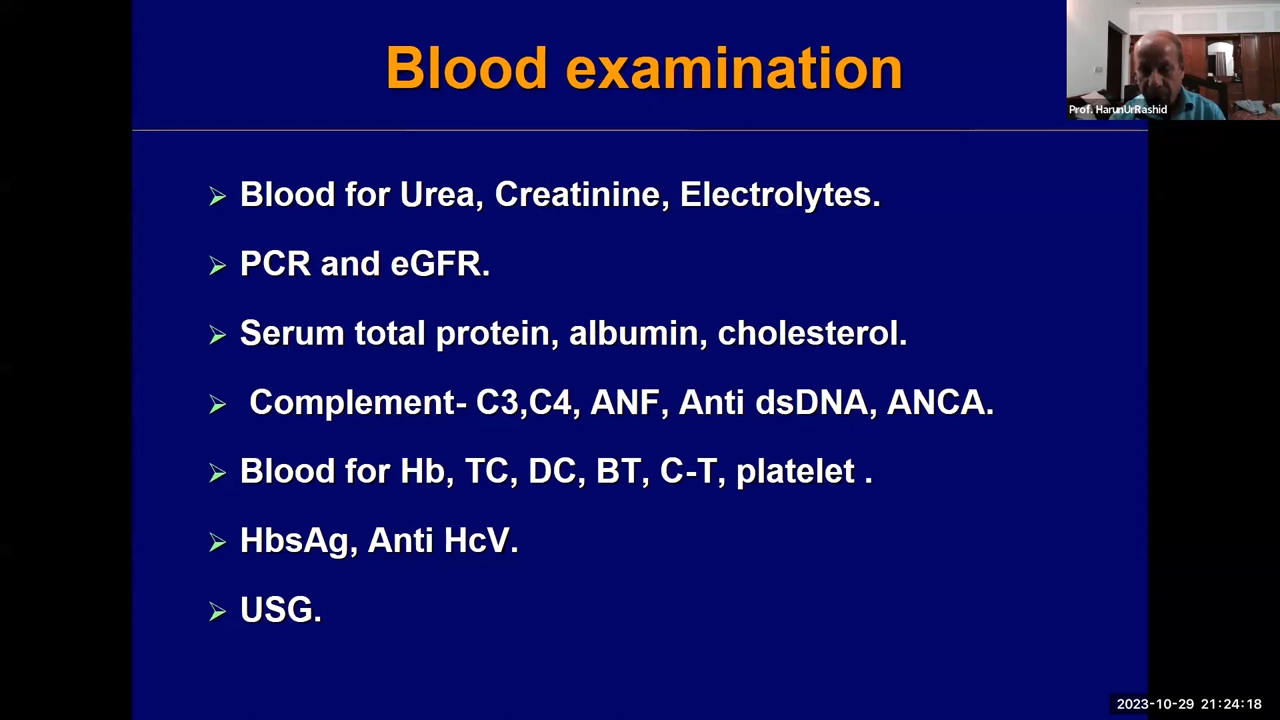 Blood examination
Prof. HarunUrRashid
Blood for Urea, Creatinine, Electrolytes.
PCR and eGFR.
Serum total protein, albumin, cholesterol.
Complement- C3,C4, ANF, Anti dsDNA, ANCA.
Blood for Hb, TC, DC, BT, C-T, platelet .
HbsAg, Anti HcV.
USG.
2023-10-29 21:24:18